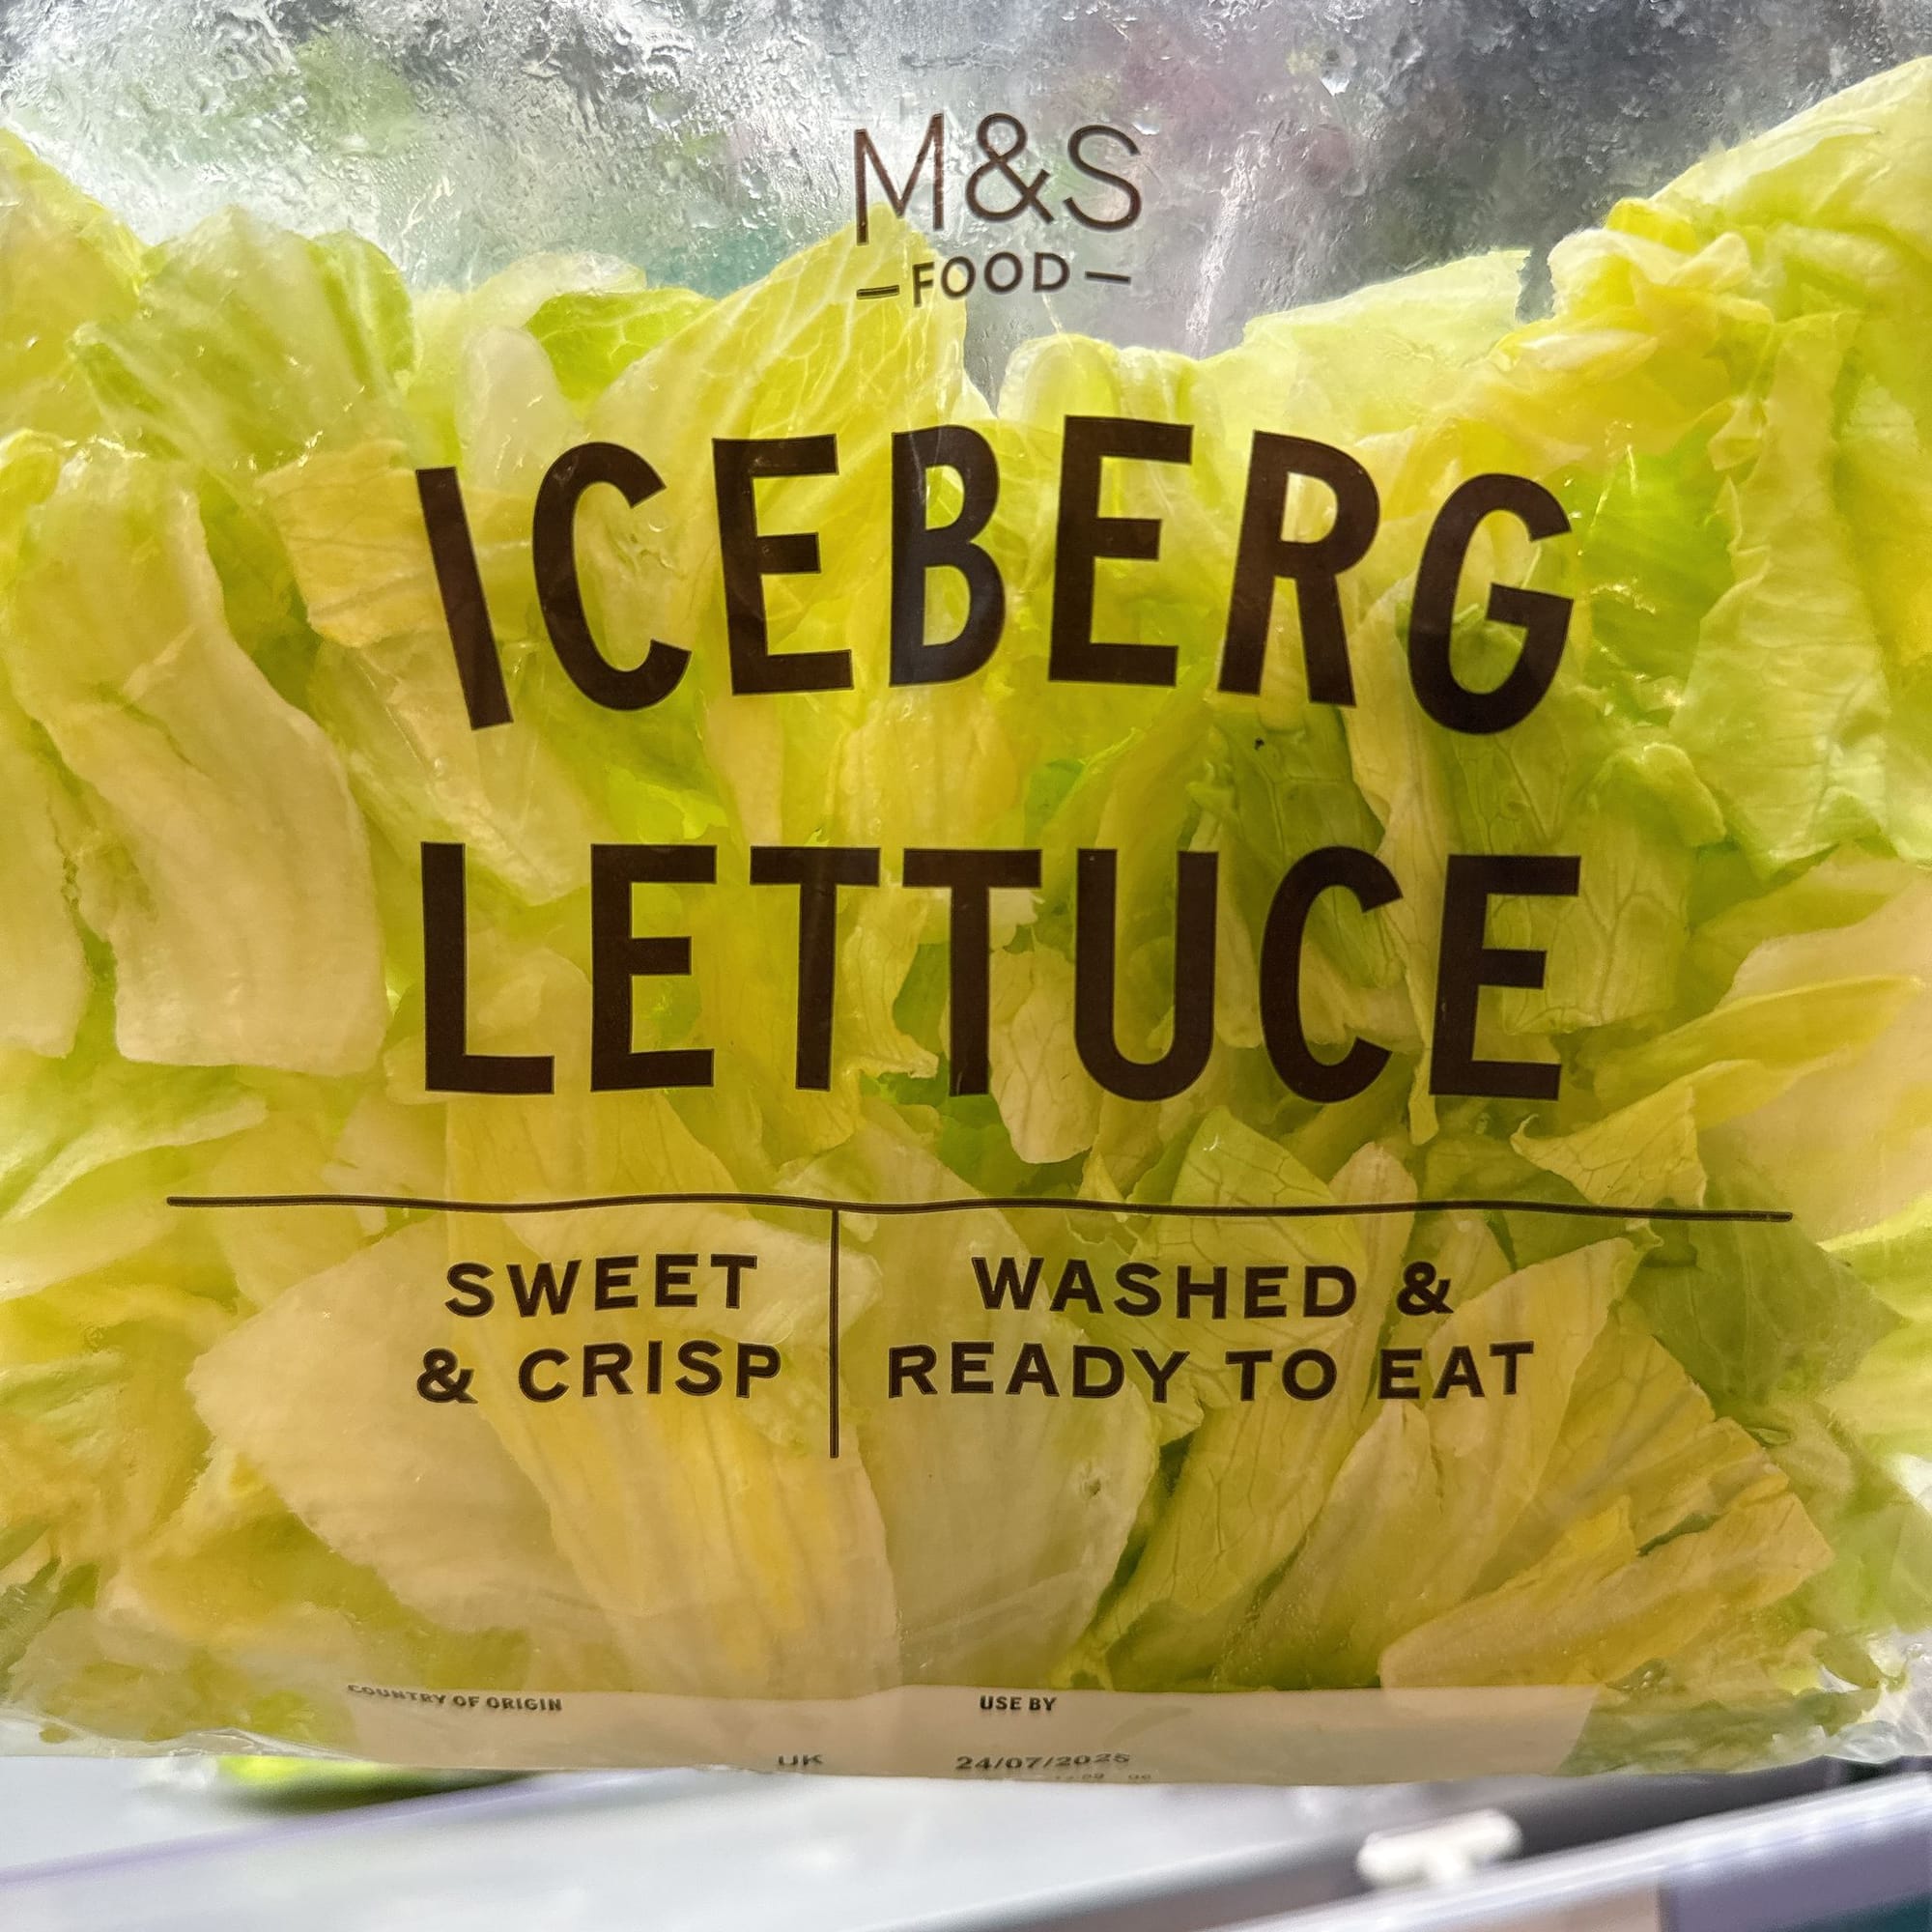 M&S
FOOD
ICEBERG
LETTUCE
SWEET
& CRISP
WASHED &
READY TO EAT
COUNTRY OF ORIGIN
UK
USE BY
24/07/2025